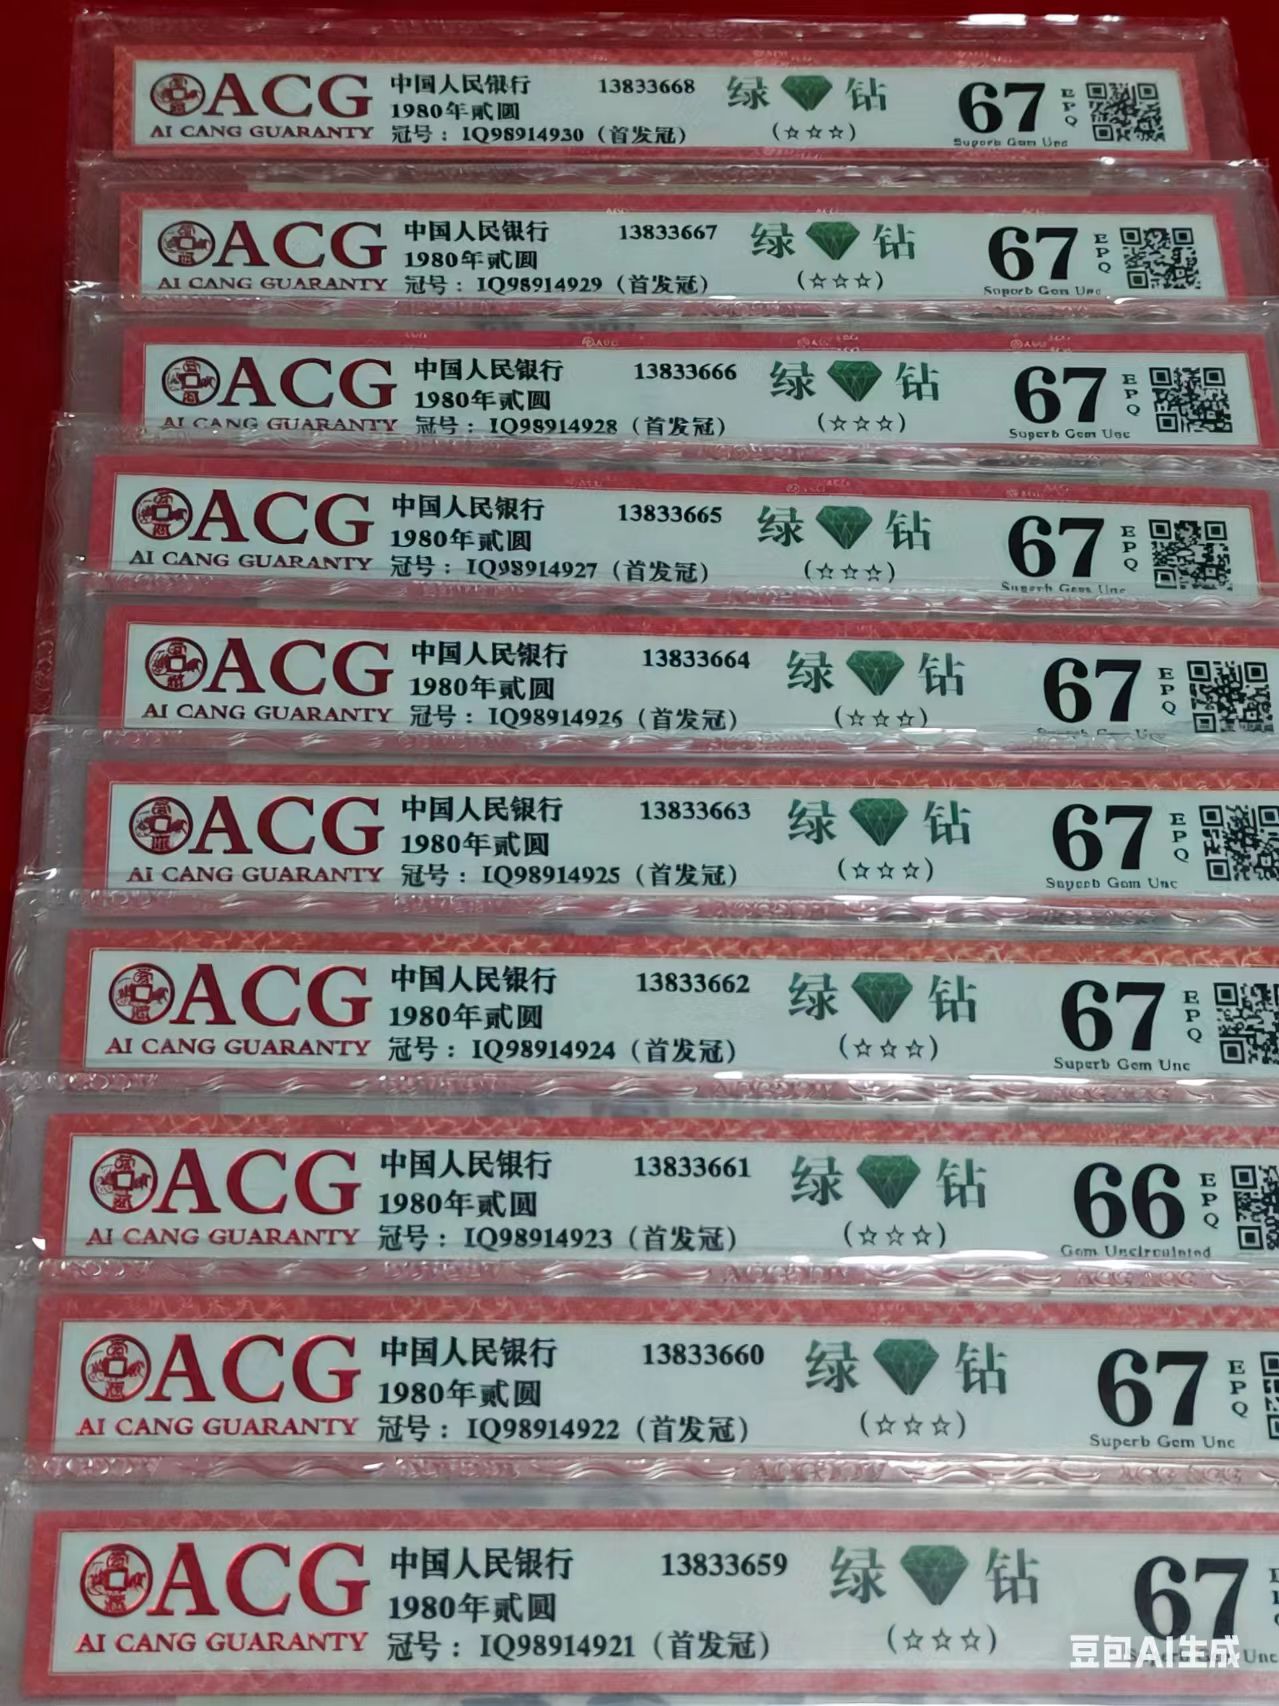 ACG
AI CANG GUARANTY
中国人民银行 13833668
1980年贰圆
冠号：IQ98914930（首发冠）
绿 钻
(☆☆☆)
67
EPQ
Superb Gem Unc
ACG
AI CANG GUARANTY
中国人民银行 13833667
1980年贰圆
冠号：IQ98914929（首发冠）
绿 钻
(☆☆☆)
67
EPQ
Superb Gem Unc
ACG
AI CANG GUARANTY
中国人民银行 13833666
1980年贰圆
冠号：IQ98914928（首发冠）
绿 钻
(☆☆☆)
67
EPQ
Superb Gem Unc
ACG
AI CANG GUARANTY
中国人民银行 13833665
1980年贰圆
冠号：IQ98914927（首发冠）
绿 钻
(☆☆☆)
67
EPQ
Superb Gem Unc
ACG
AI CANG GUARANTY
中国人民银行 13833664
1980年贰圆
冠号：IQ98914926（首发冠）
绿 钻
(☆☆☆)
67
EPQ
ACG
AI CANG GUARANTY
中国人民银行 13833663
1980年贰圆
冠号：IQ98914925（首发冠）
绿 钻
(☆☆☆)
67
EPQ
Superb Gem Unc
ACG
AI CANG GUARANTY
中国人民银行 13833662
1980年贰圆
冠号：IQ98914924（首发冠）
绿 钻
(☆☆☆)
67
EPQ
Superb Gem Unc
ACG
AI CANG GUARANTY
中国人民银行 13833661
1980年贰圆
冠号：IQ98914923（首发冠）
绿 钻
(☆☆☆)
66
EPQ
Gem Uncirculated
ACG
AI CANG GUARANTY
中国人民银行 13833660
1980年贰圆
冠号：IQ98914922（首发冠）
绿 钻
(☆☆☆)
67
EPQ
Superb Gem Unc
ACG
AI CANG GUARANTY
中国人民银行 13833659
1980年贰圆
冠号：IQ98914921（首发冠）
绿 钻
(☆☆☆)
67
豆包AI生成